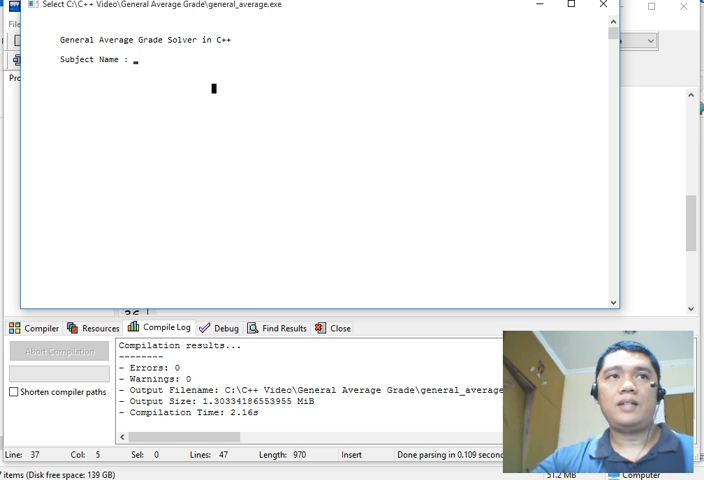 Select C:\C++ Video\General Average Grade\general_average.exe
General Average Grade Solver in C++
Subject Name :
File
Compiler Resources Compile Log Debug Find Results Close
Abort Compilation
Shorten compiler paths
Compilation results...
--------
- Errors: 0
- Warnings: 0
- Output Filename: C:\C++ Video\General Average Grade\general_average
- Output Size: 1.30334186553955 MiB
- Compilation Time: 2.16s
Line: 37 Col: 5 Sel: 0 Lines: 47 Length: 970 Insert Done parsing in 0.109 seconds
items (Disk free space: 139 GB) 51.2 MB Computer